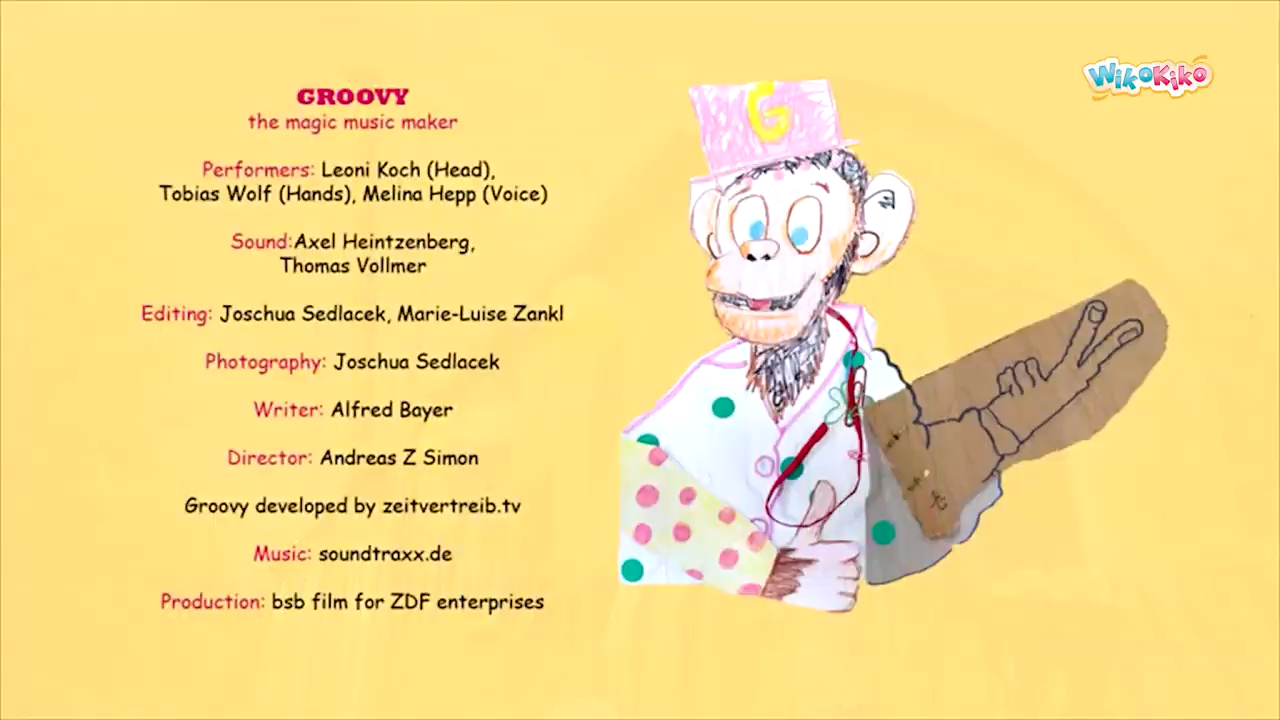 GROOVY
the magic music maker
Performers: Leoni Koch (Head),
Tobias Wolf (Hands), Melina Hepp (Voice)
Sound:Axel Heintzenberg,
Thomas Vollmer
Editing: Joschua Sedlacek, Marie-Luise Zankl
Photography: Joschua Sedlacek
Writer: Alfred Bayer
Director: Andreas Z Simon
Groovy developed by zeitvertreib.tv
Music: soundtraxx.de
Production: bsb film for ZDF enterprises
G
WikoKiko